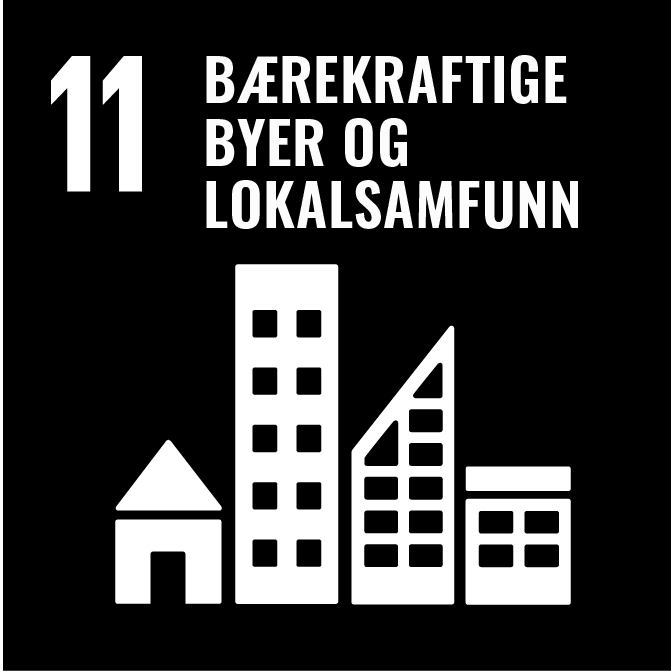 11
BÆREKRAFTIGE
BYER OG
LOKALSAMFUNN